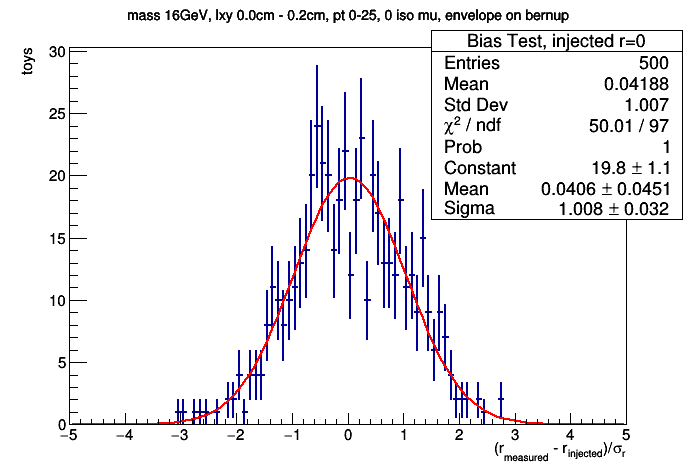 mass 16GeV, lxy 0.0cm - 0.2cm, pt 0-25, 0 iso mu, envelope on bernup
Bias Test, injected r=0
Entries 500
Mean 0.04188
Std Dev 1.007
χ² / ndf 50.01 / 97
Prob 1
Constant 19.8 ± 1.1
Mean 0.0406 ± 0.0451
Sigma 1.008 ± 0.032
toys
30
25
20
15
10
5
0
−5 −4 −3 −2 −1 0 1 2 3 4 5
(r_measured - r_injected)/σ_r